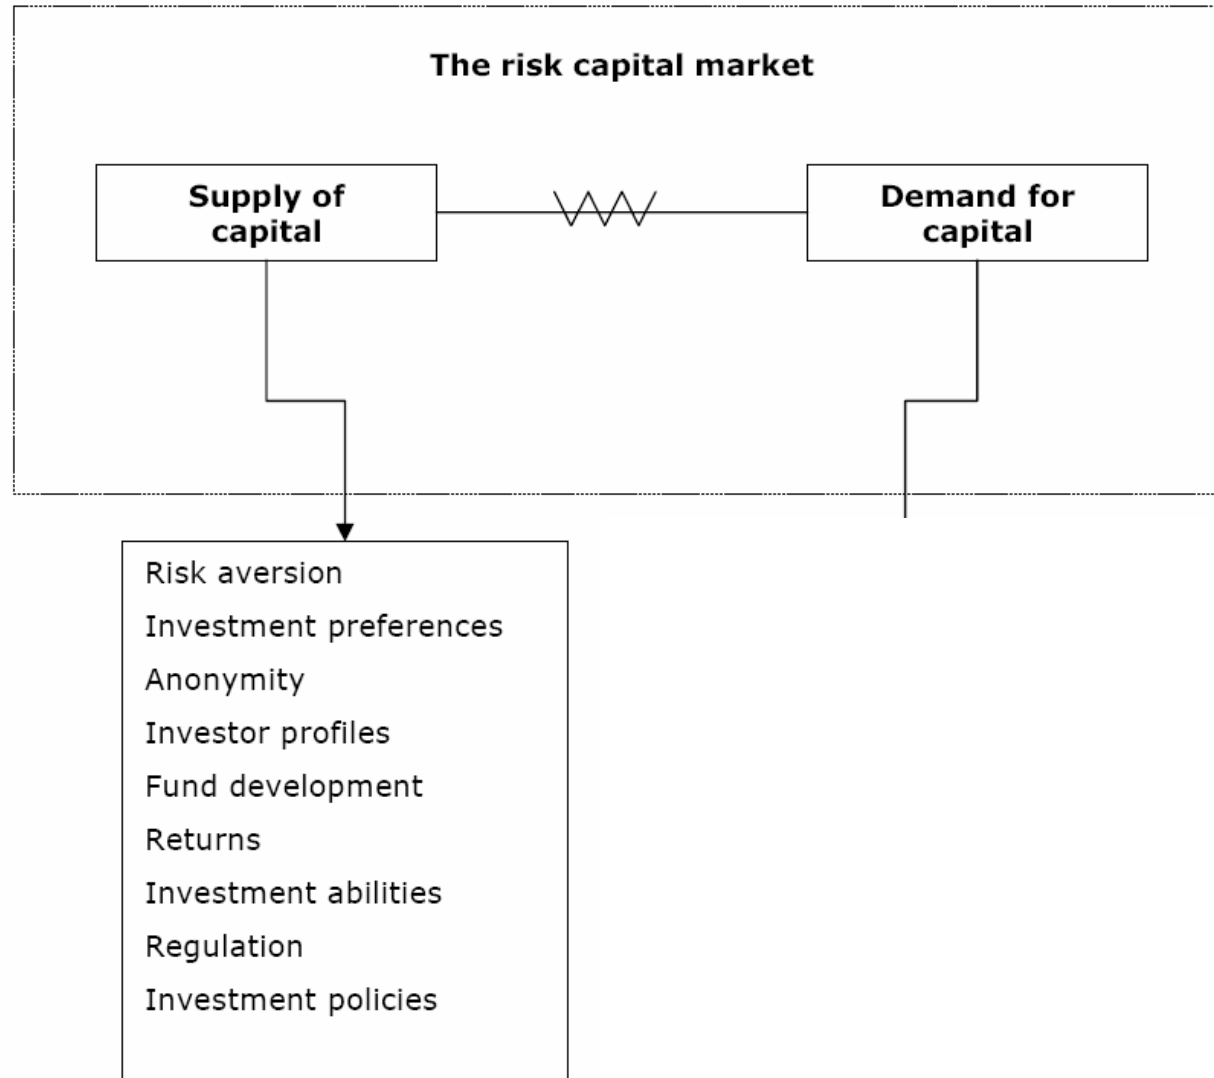 The risk capital market
Supply of
capital
Demand for
capital
Risk aversion
Investment preferences
Anonymity
Investor profiles
Fund development
Returns
Investment abilities
Regulation
Investment policies